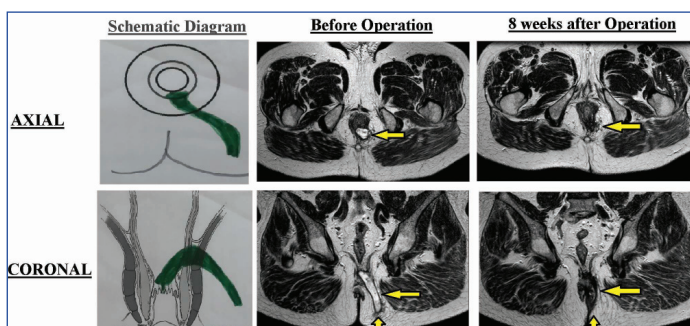 Schematic Diagram
Before Operation
8 weeks after Operation
AXIAL
CORONAL